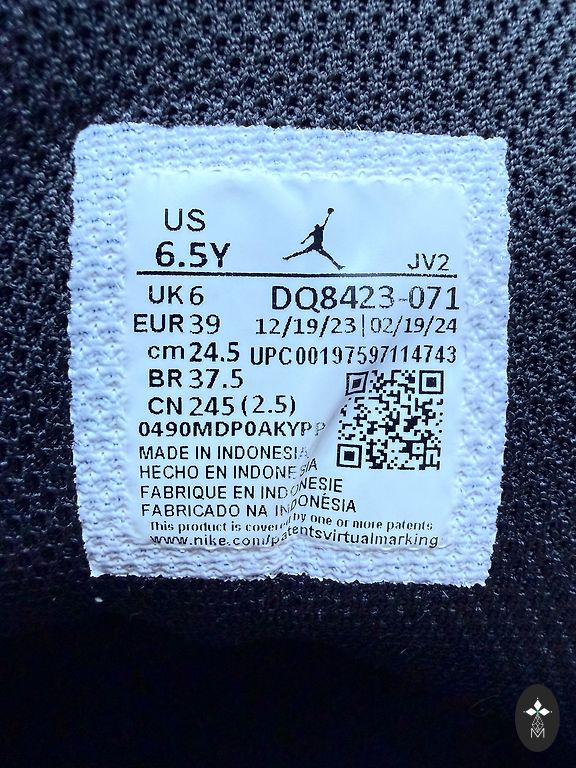 US
6.5Y
JV2
UK 6 DQ8423-071
EUR 39 12/19/23 | 02/19/24
cm 24.5 UPC00197597114743
BR 37.5
CN 245 (2.5)
MADE IN INDONESIA
HECHO EN INDONESIA
FABRIQUE EN INDONESIE
FABRICADO NA INDONÉSIA
This product is covered by one or more patents
www.nike.com/patentsvirtualmarking
M